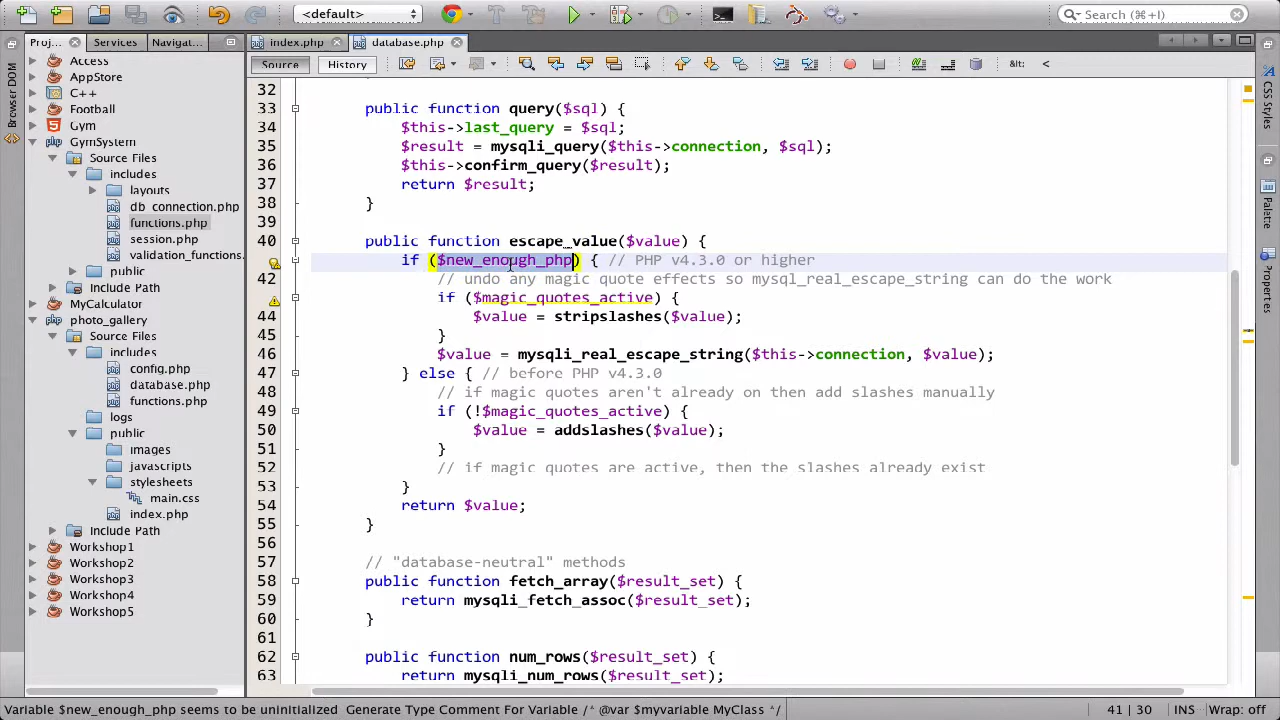 <default>
Search (⌘+I)
Proj...
Services
Navigat...
index.php
database.php
Source
History
<
Browser DOM
CSS Styles
Palette
Properties
Access
AppStore
C++
Football
Gym
GymSystem
Source Files
includes
layouts
db_connection.php
functions.php
session.php
validation_functions.
public
Include Path
MyCalculator
photo_gallery
Source Files
includes
config.php
database.php
functions.php
logs
public
images
javascripts
stylesheets
main.css
index.php
Include Path
Workshop1
Workshop2
Workshop3
Workshop4
Workshop5
32
33 public function query($sql) {
34 $this->last_query = $sql;
35 $result = mysqli_query($this->connection, $sql);
36 $this->confirm_query($result);
37 return $result;
38 }
39
40 public function escape_value($value) {
if ($new_enough_php) { // PHP v4.3.0 or higher
42 // undo any magic quote effects so mysql_real_escape_string can do the work
if ($magic_quotes_active) {
44 $value = stripslashes($value);
45 }
46 $value = mysqli_real_escape_string($this->connection, $value);
47 } else { // before PHP v4.3.0
48 // if magic quotes aren't already on then add slashes manually
49 if (!$magic_quotes_active) {
50 $value = addslashes($value);
51 }
52 // if magic quotes are active, then the slashes already exist
53 }
54 return $value;
55 }
56
57 // "database-neutral" methods
58 public function fetch_array($result_set) {
59 return mysqli_fetch_assoc($result_set);
60 }
61
62 public function num_rows($result_set) {
63 return mysqli_num_rows($result_set);
Variable $new_enough_php seems to be uninitialized Generate Type Comment For Variable /* @var $myvariable MyClass */
41 | 30 INS Wrap: off